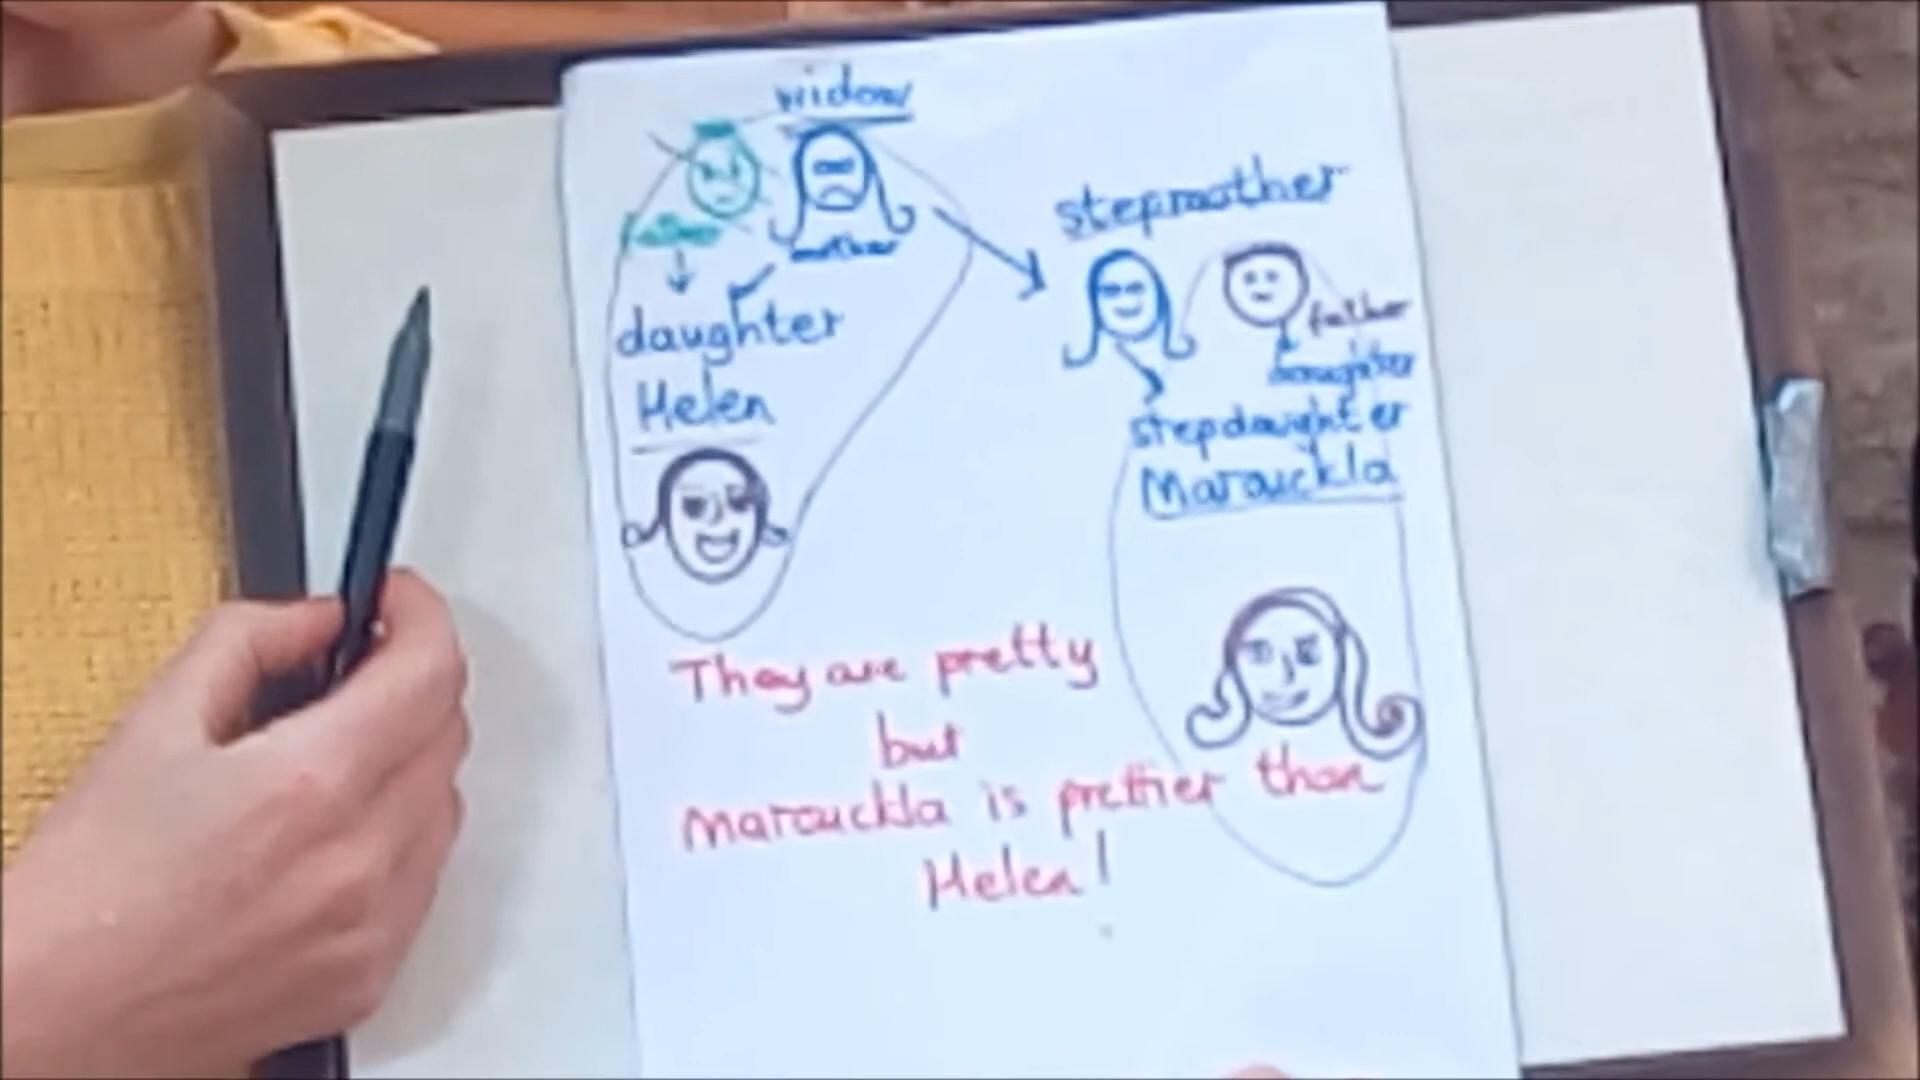 widow
father
mother
daughter
Helen
stepmother
father
daughter
stepdaughter
Marouckla
They are pretty
but
Marouckla is prettier than
Helen!